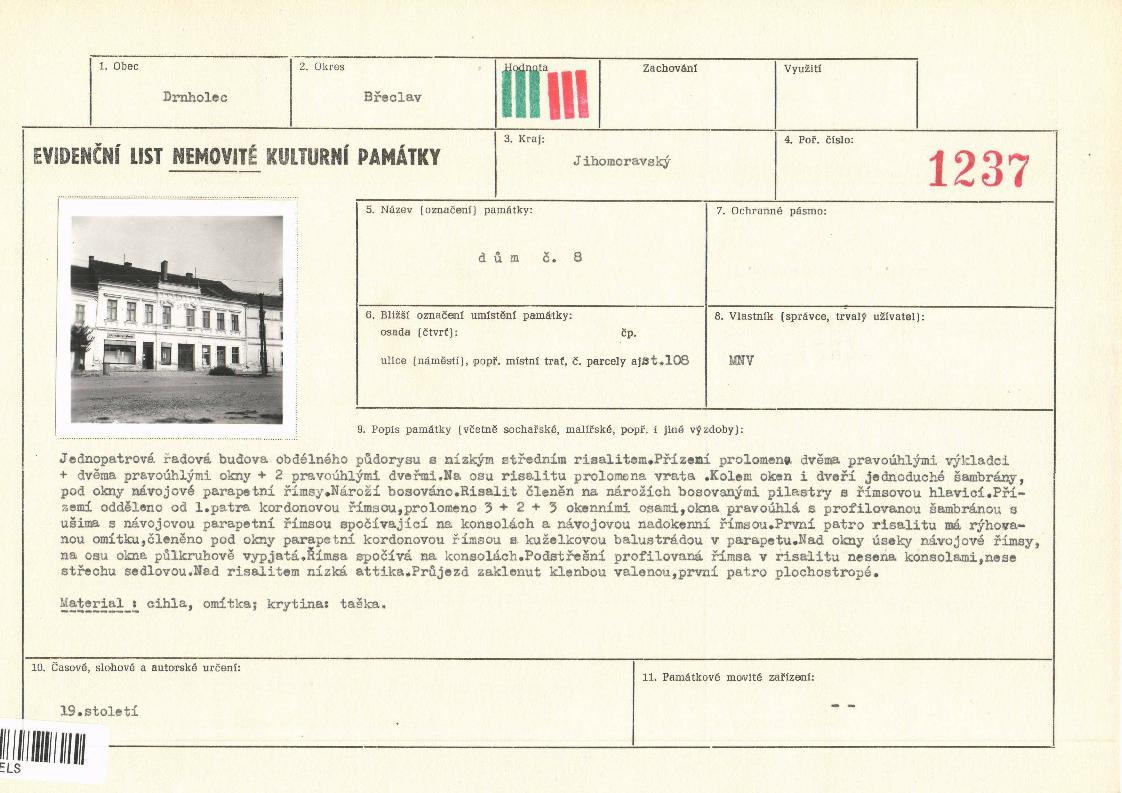 1. Obec
Drnholec
2. Okres
Břeclav
Hodnota
Zachování
Využití
EVIDENČNÍ LIST NEMOVITÉ KULTURNÍ PAMÁTKY
3. Kraj:
Jihomoravský
4. Poř. číslo:
1237
5. Název (označení) památky:
dům č. 8
7. Ochranné pásmo:
6. Bližší označení umístění památky:
osada (čtvrť): čp.
ulice (náměstí), popř. místní trať, č. parcely aj. st.108
8. Vlastník (správce, trvalý uživatel):
MNV
9. Popis památky (včetně sochařské, malířské, popř. i jiné výzdoby):
Jednopatrová řadová budova obdélného půdorysu s nízkým středním risalitem.Přízení prolomena dvěma pravoúhlými výkladci
+ dvěma pravoúhlými okny + 2 pravoúhlými dveřmi.Na osu risalitu prolomena vrata .Kolem oken i dveří jednoduché šambrány,
pod okny návojové parapetní římsy.Nároží bosováno.Risalit členěn na nárožích bosovanými pilastry s římsovou hlavicí.Pří-
zemí odděleno od 1.patra kordonovou římsou,prolomeno 3 + 2 + 3 okenními osami,okna pravoúhlá s profilovanou šambránou s
ušima s návojovou parapetní římsou spočívající na konsolách a návojovou nadokenní římsou.První patro risalitu má rýhova-
nou omítku,členěno pod okny parapetní kordonovou římsou s kuželkovou balustrádou v parapetu.Nad okny úseky návojové římsy,
na osu okna půlkruhově vypjatá.Římsa spočívá na konsolách.Podstřešní profilovaná římsa v risalitu nesena konsolami,nese
střechu sedlovou.Nad risalitem nízká attika.Průjezd zaklenut klenbou valenou,první patro plochostropé.
Material : cihla, omítka; krytina: taška.
10. Časové, slohové a autorské určení:
19.století
11. Památkové movité zařízení:
- -
ELS